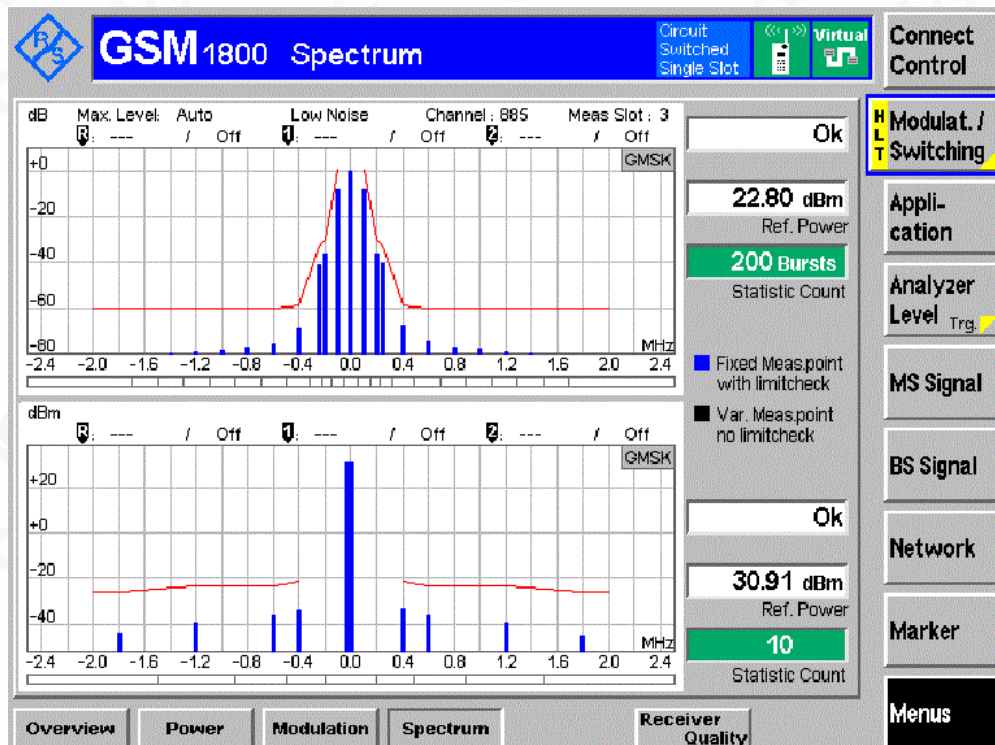 R S
GSM 1800 Spectrum
Circuit Switched Single Slot
Virtual
Connect Control
dB Max. Level: Auto Low Noise Channel : 885 Meas Slot : 3
R : --- / Off 1 : --- / Off 2 : --- / Off
GMSK
+0
-20
-40
-60
-80
MHz
-2.4 -2.0 -1.6 -1.2 -0.8 -0.4 0.0 0.4 0.8 1.2 1.6 2.0 2.4
Ok
22.80 dBm
Ref. Power
200 Bursts
Statistic Count
Fixed Meas.point
with limitcheck
Var. Meas.point
no limitcheck
dBm
R : --- / Off 1 : --- / Off 2 : --- / Off
GMSK
+20
+0
-20
-40
MHz
-2.4 -2.0 -1.6 -1.2 -0.8 -0.4 0.0 0.4 0.8 1.2 1.6 2.0 2.4
Ok
30.91 dBm
Ref. Power
10
Statistic Count
HLT
Modulat. /
Switching
Appli-
cation
Analyzer
Level Trg.
MS Signal
BS Signal
Network
Marker
Menus
Overview Power Modulation Spectrum Receiver Quality